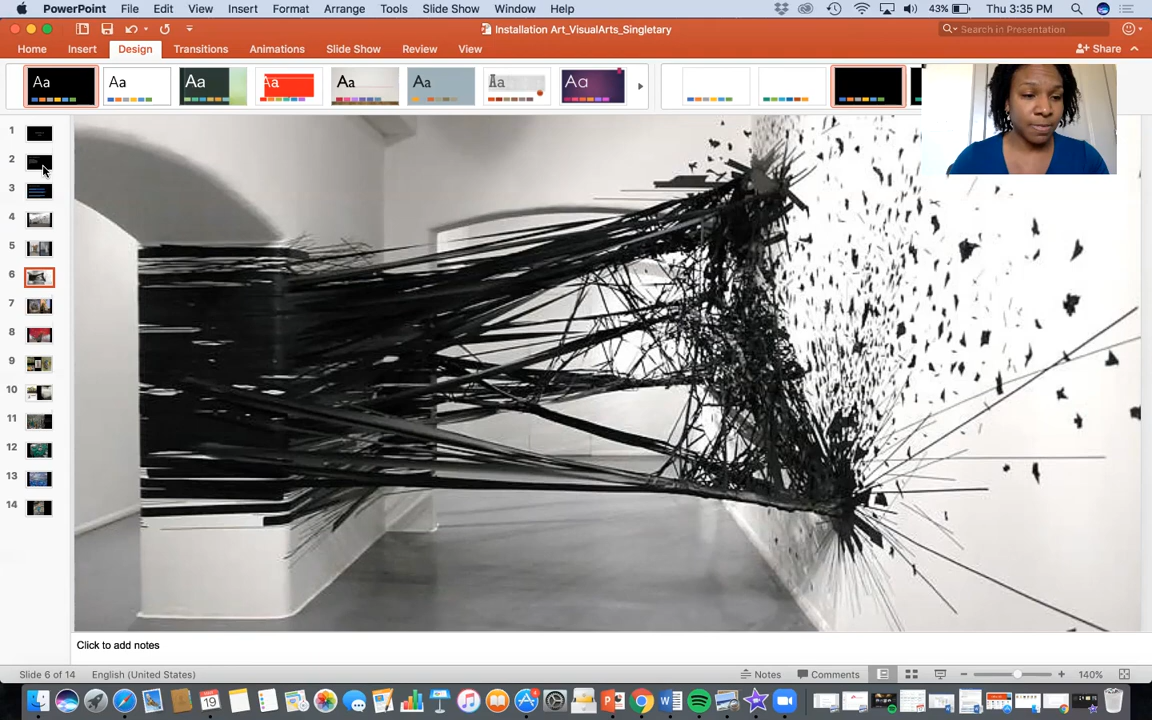 PowerPoint File Edit View Insert Format Arrange Tools Slide Show Window Help 43% Thu 3:35 PM
Installation Art_VisualArts_Singletary
Search in Presentation
Home Insert Design Transitions Animations Slide Show Review View
Share
Aa Aa Aa Aa Aa Aa Aa Aa
1
2
3
4
5
6
7
8
9
10
11
12
13
14
Click to add notes
Slide 6 of 14 English (United States) Notes Comments 140%